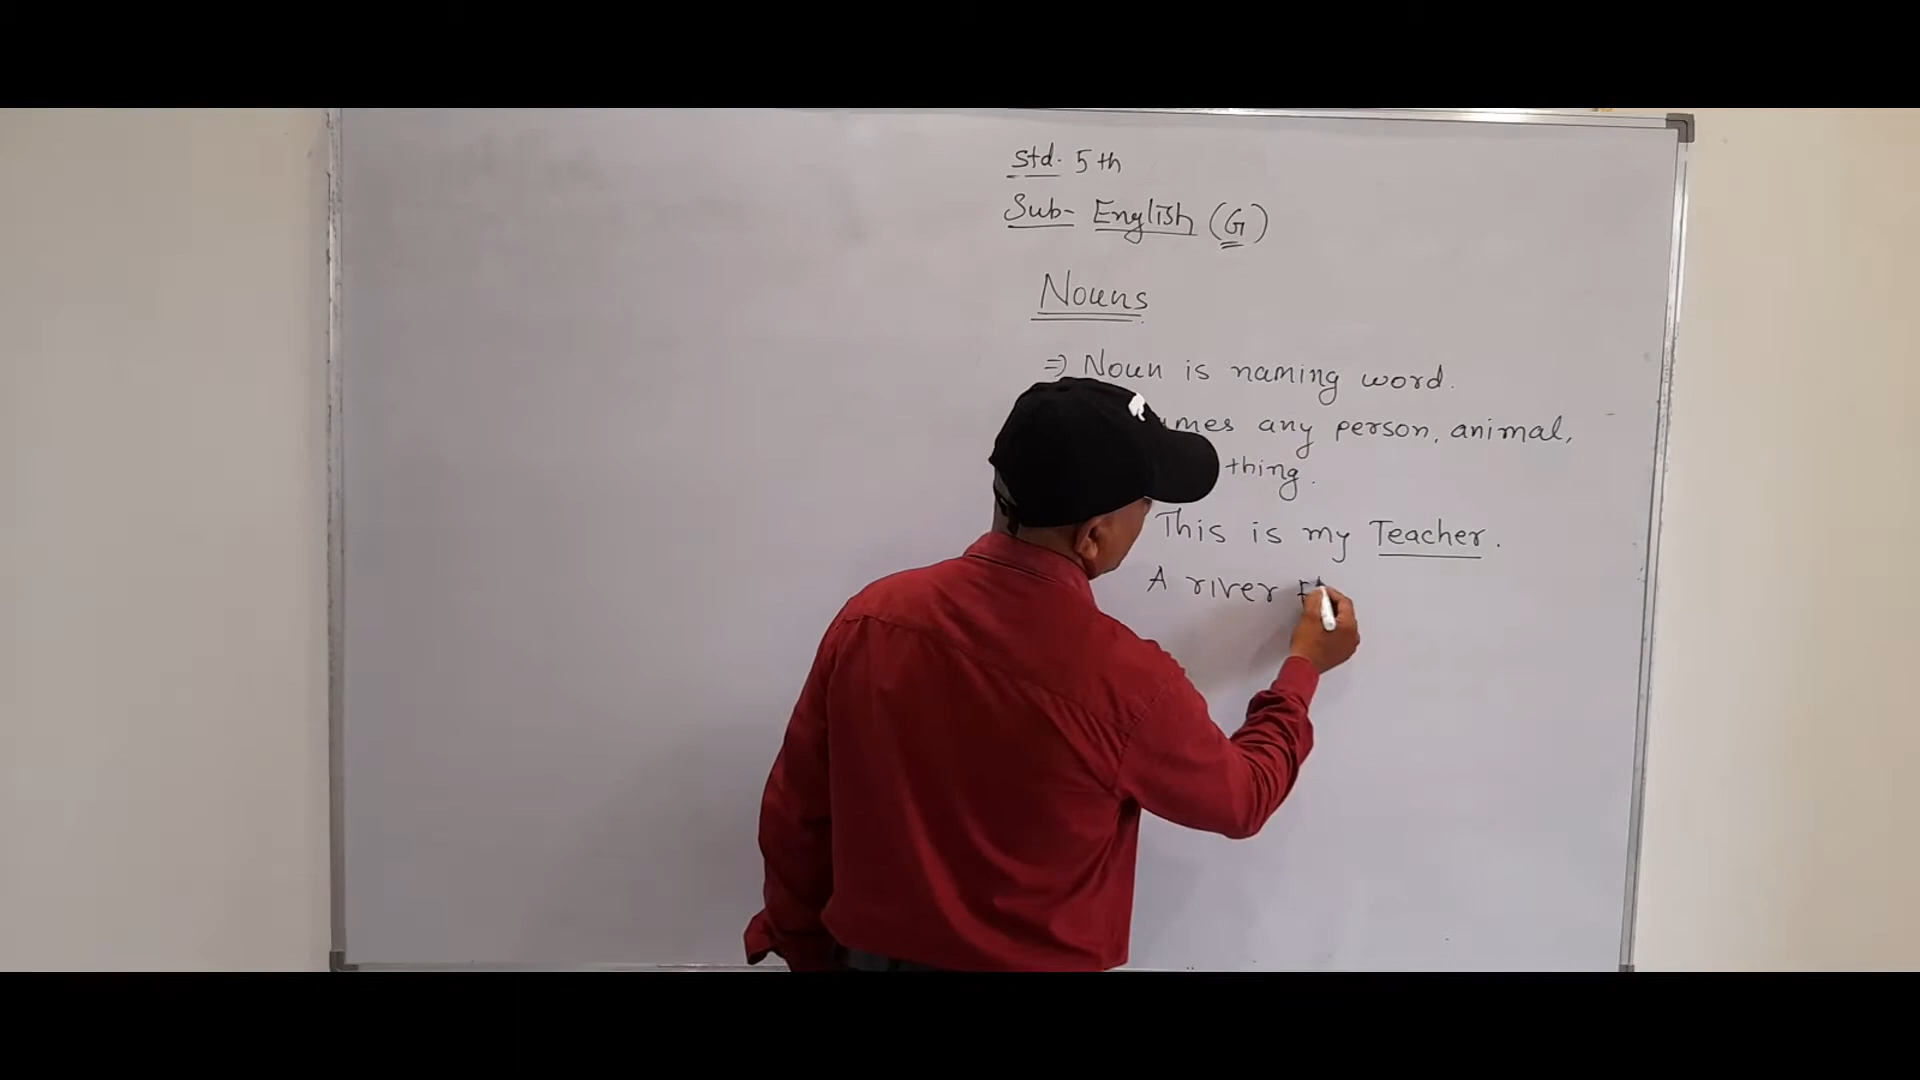 Std. 5th
Sub- English (G)
Nouns
⇒ Noun is naming word.
any person, animal,
thing.
This is my Teacher.
A river